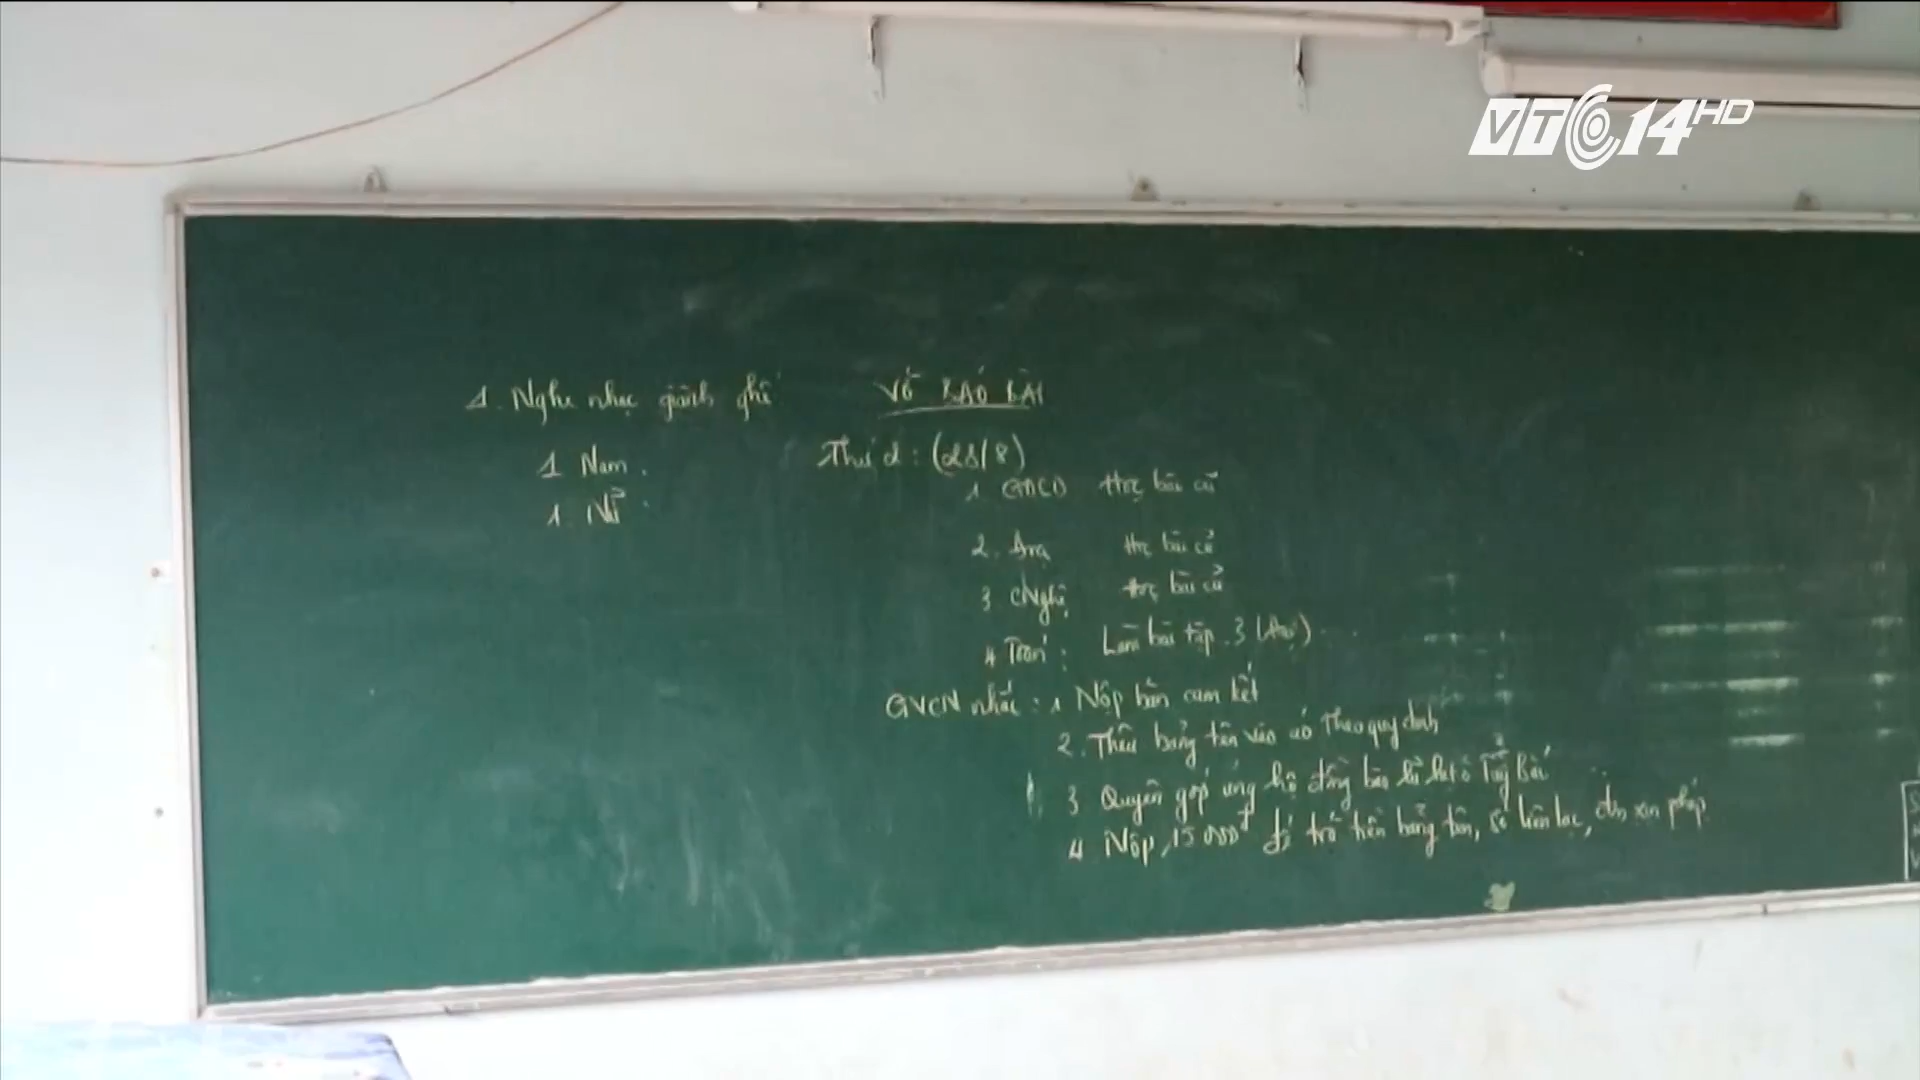 VTC14 HD
1. Nghe nhạc giành ghế
1 Nam.
1. Nữ:
VỞ BÁO BÀI
Thứ 2: (28/8)
1 GDCD Học bài cũ
2. Học bài cũ
3 CNghệ Học bài cũ
4 Toán: Làm bài tập. 3
GVCN nhắc: 1 Nộp bản cam kết
2. Thêu bảng tên vào áo theo quy định
3 Quyên góp ủng hộ đồng bào lũ lụt ở Tây Bắc
4 Nộp 15 000đ để trả tiền bảng tên, sổ liên lạc, đơn xin phép